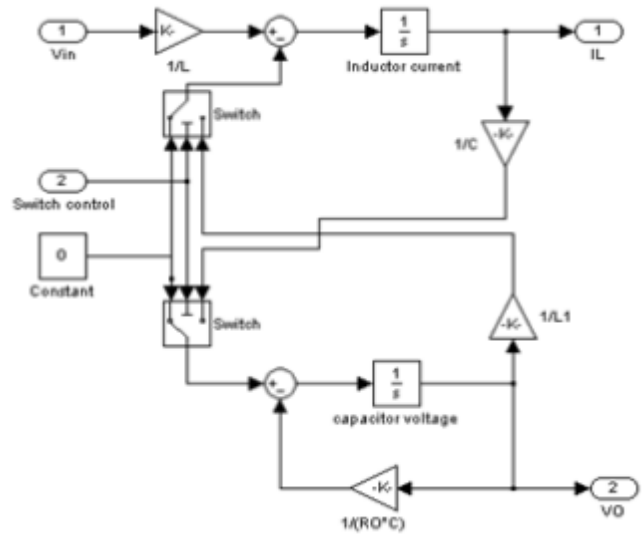 1
Vin
K-
1/L
+
-
1
s
Inductor current
1
IL
Switch
-K-
1/C
2
Switch control
0
Constant
Switch
-K-
1/L1
+
-
1
s
capacitor voltage
-K-
1/(RO*C)
2
VO